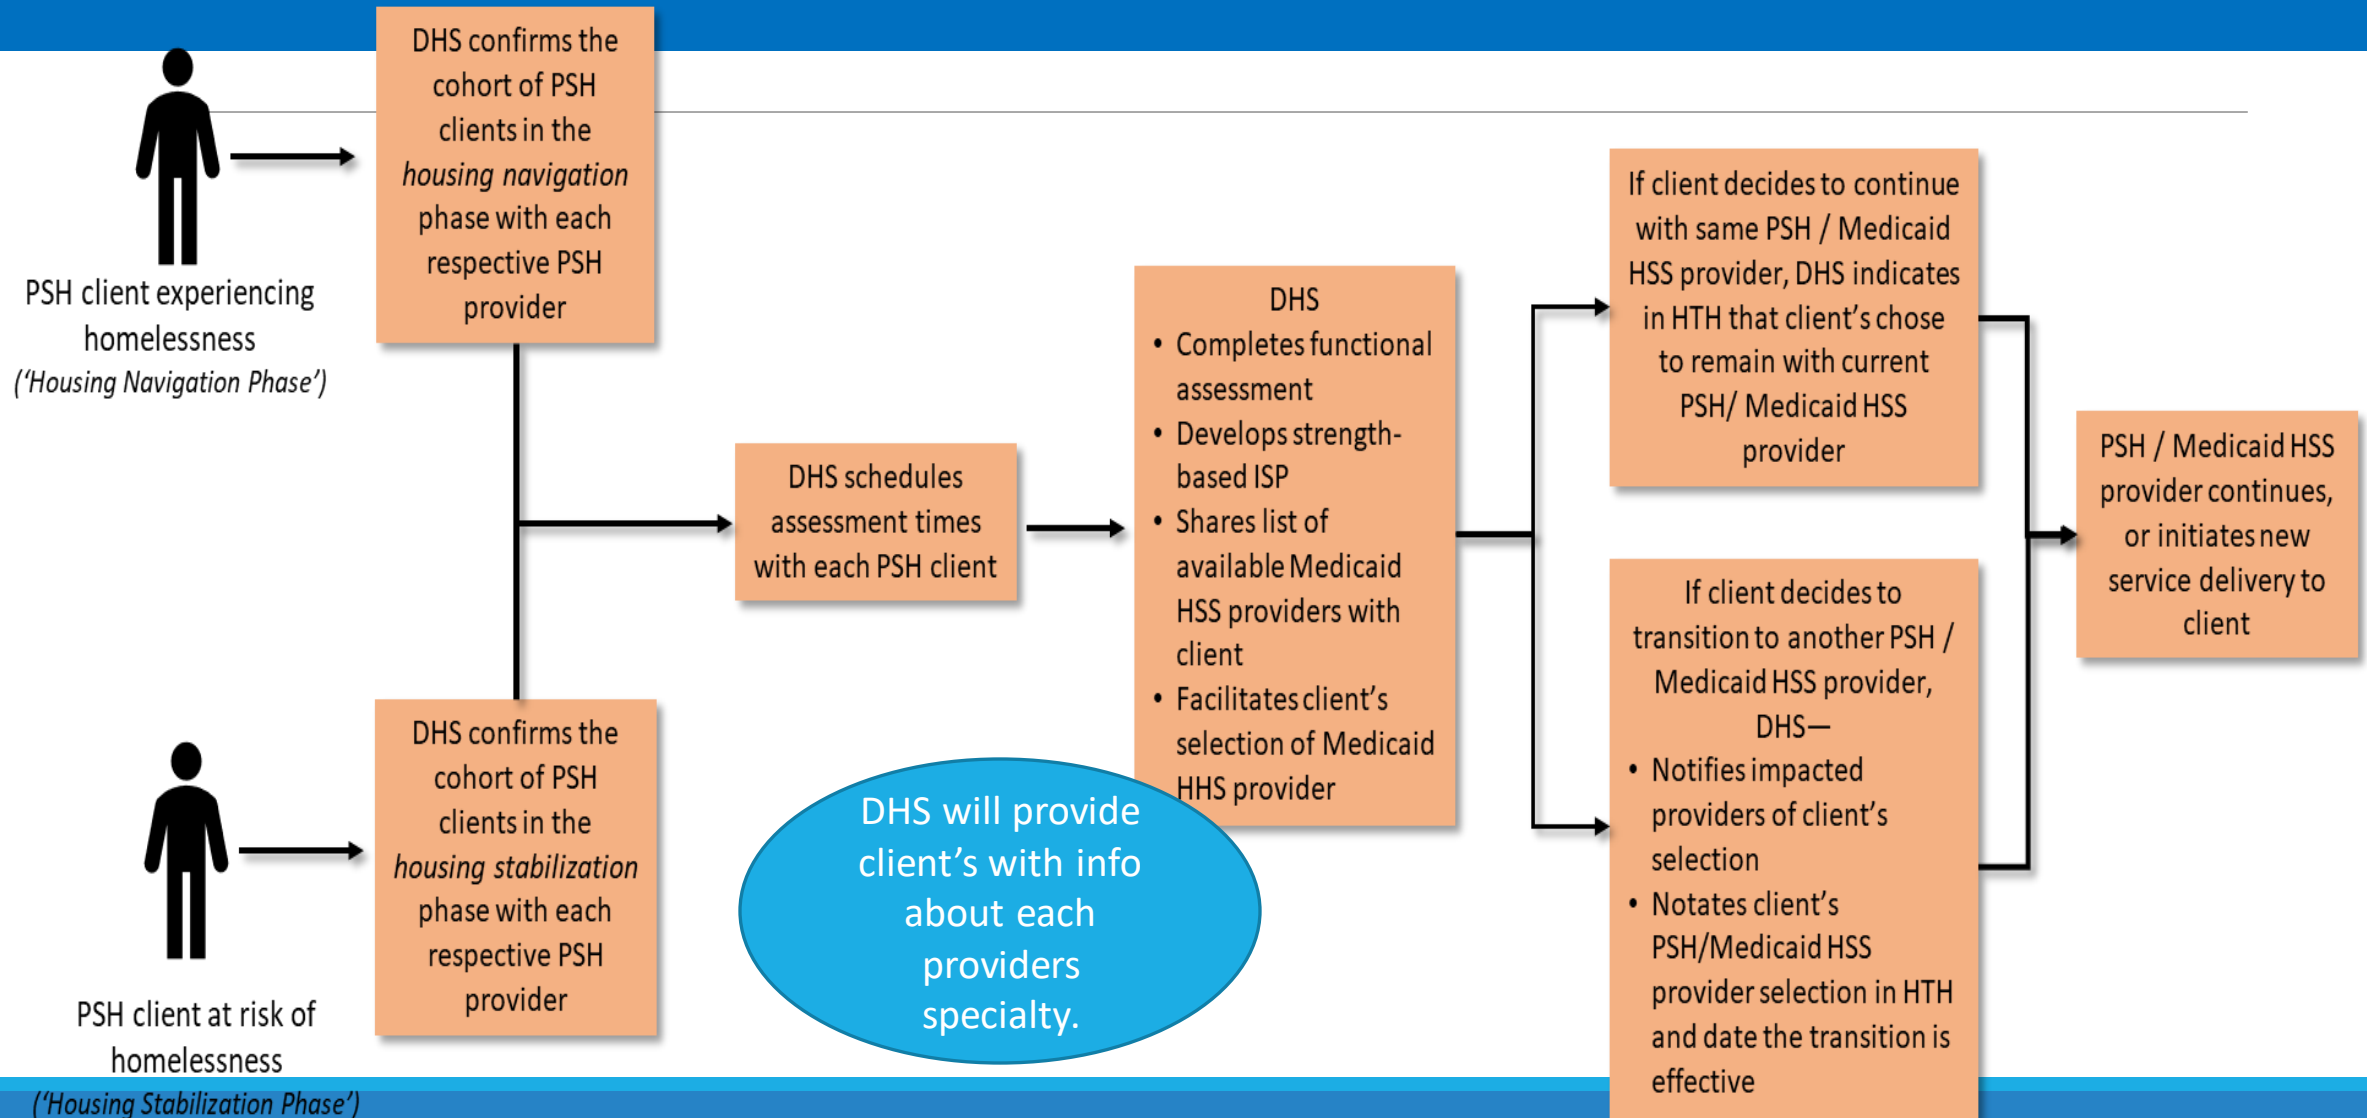 PSH client experiencing
homelessness
(‘Housing Navigation Phase’)
DHS confirms the
cohort of PSH
clients in the
housing navigation
phase with each
respective PSH
provider
PSH client at risk of
homelessness
(‘Housing Stabilization Phase’)
DHS confirms the
cohort of PSH
clients in the
housing stabilization
phase with each
respective PSH
provider
DHS schedules
assessment times
with each PSH client
DHS
• Completes functional
assessment
• Develops strength-
based ISP
• Shares list of
available Medicaid
HSS providers with
client
• Facilitates client’s
selection of Medicaid
HHS provider
DHS will provide
client’s with info
about each
providers
specialty.
If client decides to continue
with same PSH / Medicaid
HSS provider, DHS indicates
in HTH that client’s chose
to remain with current
PSH/ Medicaid HSS
provider
If client decides to
transition to another PSH /
Medicaid HSS provider,
DHS—
• Notifies impacted
providers of client’s
selection
• Notates client’s
PSH/Medicaid HSS
provider selection in HTH
and date the transition is
effective
PSH / Medicaid HSS
provider continues,
or initiates new
service delivery to
client